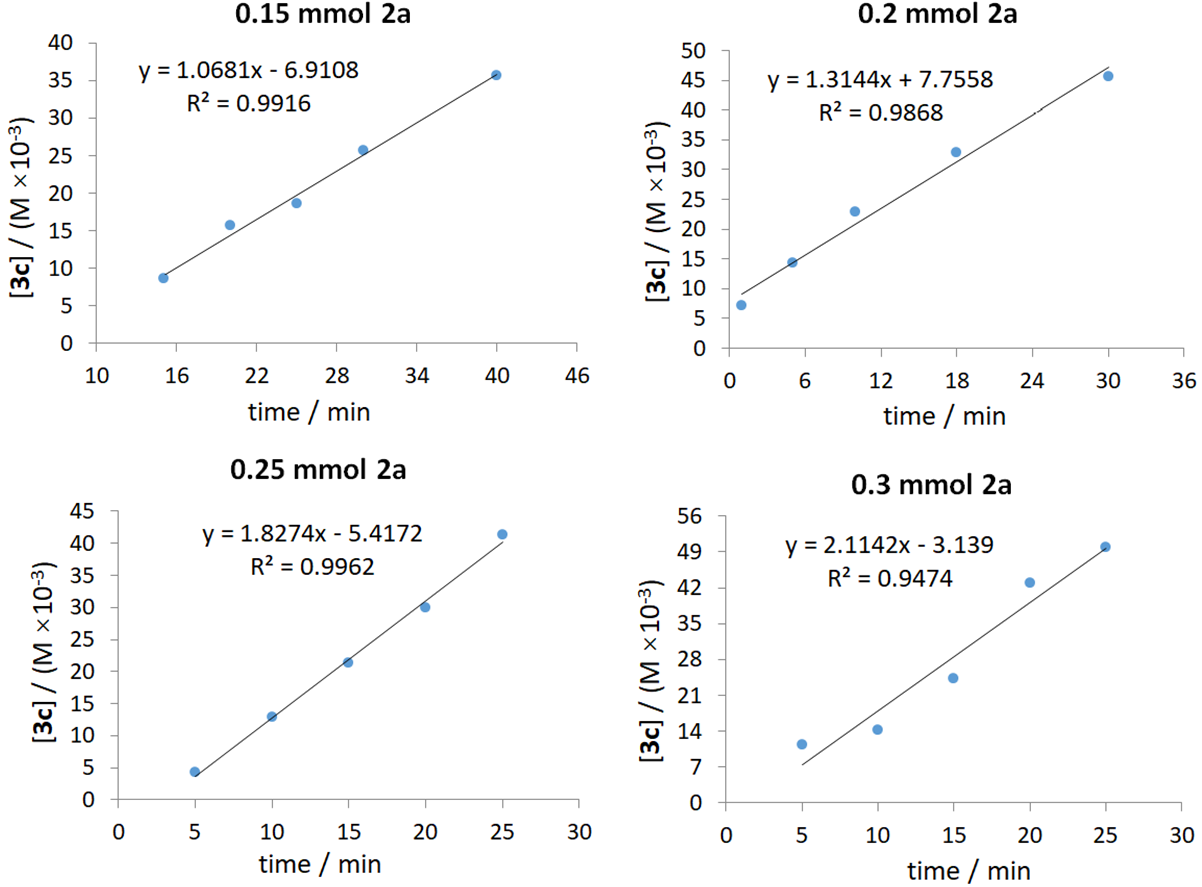 0.15 mmol 2a
y = 1.0681x - 6.9108
R² = 0.9916
[3c] / (M ×10⁻³)
40
35
30
25
20
15
10
5
0
10 16 22 28 34 40 46
time / min
0.2 mmol 2a
y = 1.3144x + 7.7558
R² = 0.9868
[3c] / (M ×10⁻³)
50
45
40
35
30
25
20
15
10
5
0
0 6 12 18 24 30 36
time / min
0.25 mmol 2a
y = 1.8274x - 5.4172
R² = 0.9962
[3c] / (M ×10⁻³)
45
40
35
30
25
20
15
10
5
0
0 5 10 15 20 25 30
time / min
0.3 mmol 2a
y = 2.1142x - 3.139
R² = 0.9474
[3c] / (M ×10⁻³)
56
49
42
35
28
21
14
7
0
0 5 10 15 20 25 30
time / min